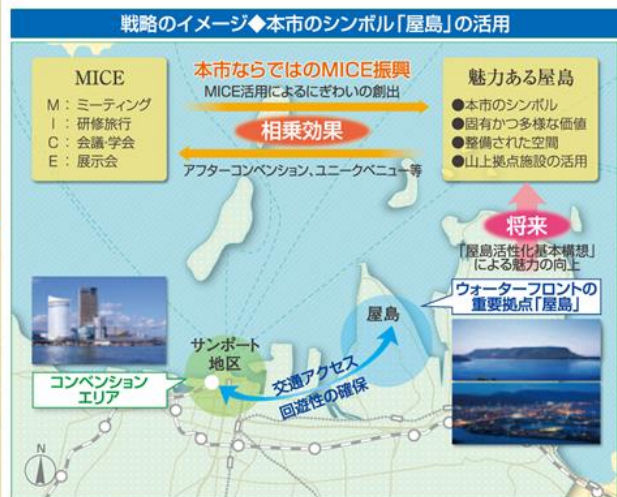 戦略のイメージ◆本市のシンボル「屋島」の活用
MICE
M：ミーティング
I：研修旅行
C：会議・学会
E：展示会
本市ならではのMICE振興
MICE活用によるにぎわいの創出
相乗効果
アフターコンベンション、ユニークベニュー等
魅力ある屋島
●本市のシンボル
●固有かつ多様な価値
●整備された空間
●山上拠点施設の活用
将来
「屋島活性化基本構想」
による魅力の向上
ウォーターフロントの
重要拠点「屋島」
屋島
サンポート
地区
コンベンション
エリア
交通アクセス
回遊性の確保
N